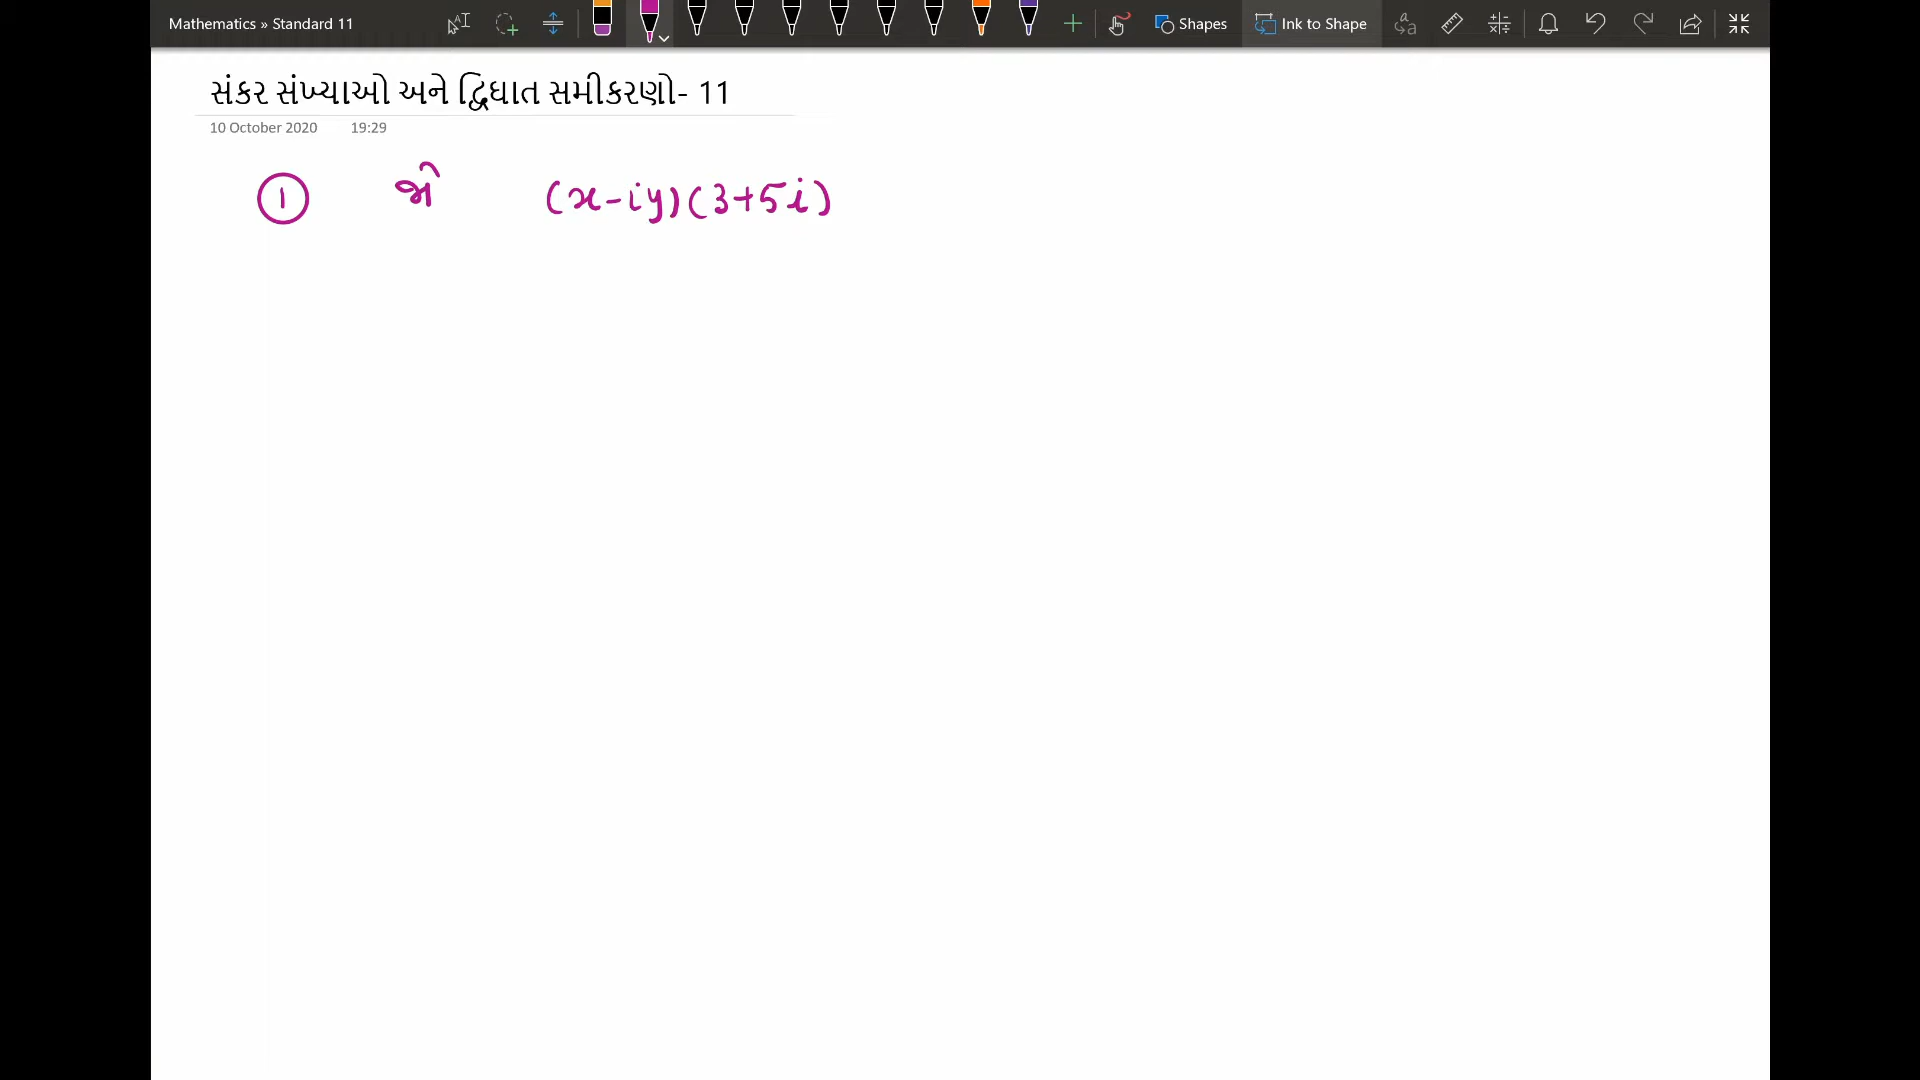 Mathematics » Standard 11
Shapes
Ink to Shape
સંકર સંખ્યાઓ અને દ્વિઘાત સમીકરણો- 11
10 October 2020 19:29
① જો (x-iy)(3+5i)